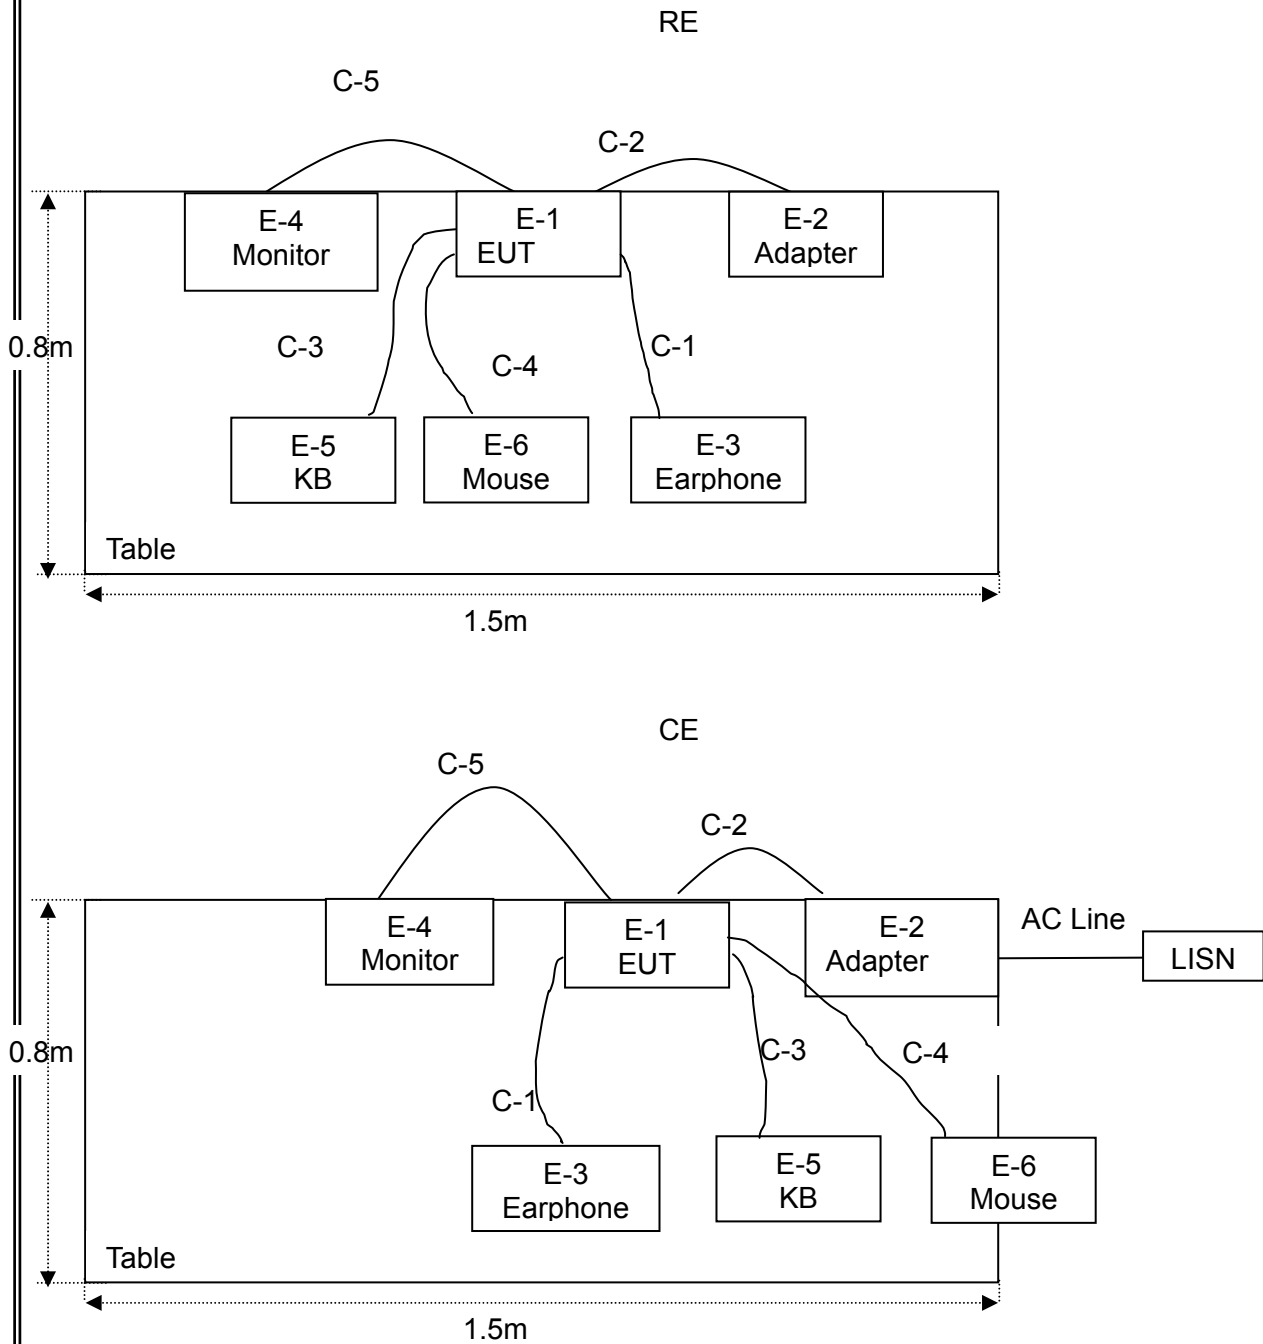 RE
C-5
C-2
E-4
Monitor
E-1
EUT
E-2
Adapter
0.8m
C-3
C-4
C-1
E-5
KB
E-6
Mouse
E-3
Earphone
Table
1.5m
CE
C-5
C-2
E-4
Monitor
E-1
EUT
E-2
Adapter
AC Line
LISN
0.8m
C-3
C-4
C-1
E-3
Earphone
E-5
KB
E-6
Mouse
Table
1.5m